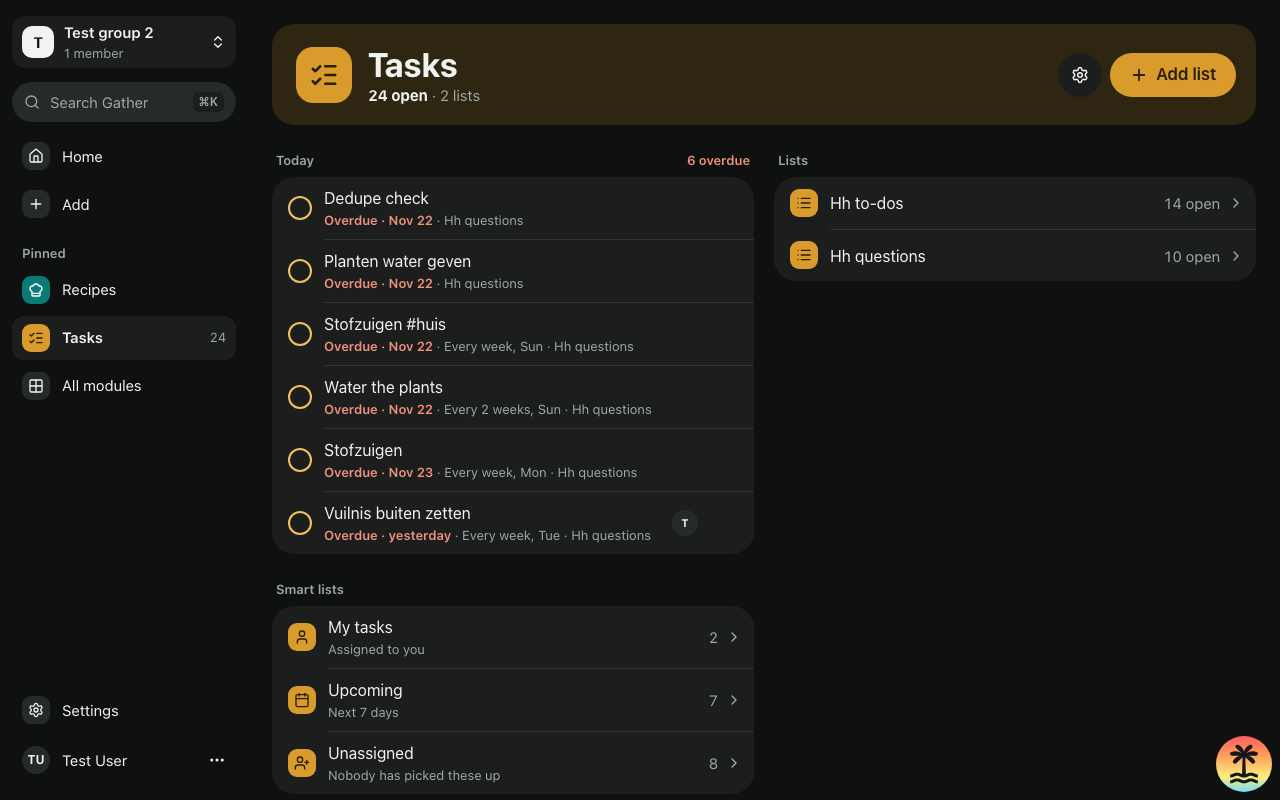 T
Test group 2
1 member
Search Gather
⌘K
Home
Add
Pinned
Recipes
Tasks
24
All modules
Settings
TU
Test User
Tasks
24 open · 2 lists
Add list
Today
6 overdue
Dedupe check
Overdue · Nov 22 · Hh questions
Planten water geven
Overdue · Nov 22 · Hh questions
Stofzuigen #huis
Overdue · Nov 22 · Every week, Sun · Hh questions
Water the plants
Overdue · Nov 22 · Every 2 weeks, Sun · Hh questions
Stofzuigen
Overdue · Nov 23 · Every week, Mon · Hh questions
Vuilnis buiten zetten
Overdue · yesterday · Every week, Tue · Hh questions
T
Smart lists
My tasks
Assigned to you
2
Upcoming
Next 7 days
7
Unassigned
Nobody has picked these up
8
Lists
Hh to-dos
14 open
Hh questions
10 open